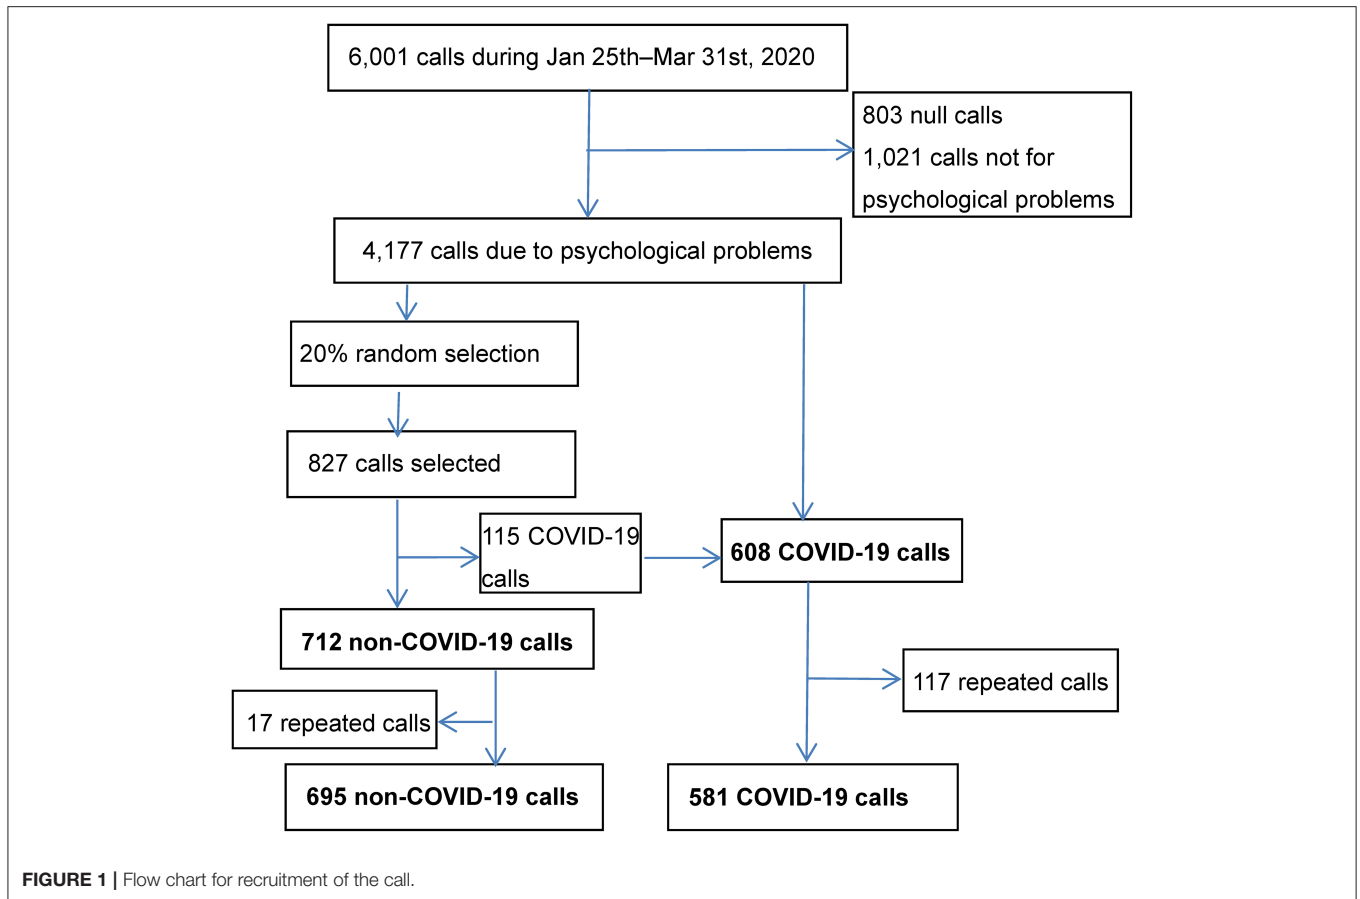 6,001 calls during Jan 25th–Mar 31st, 2020
803 null calls
1,021 calls not for
psychological problems
4,177 calls due to psychological problems
20% random selection
827 calls selected
115 COVID-19
calls
608 COVID-19 calls
712 non-COVID-19 calls
117 repeated calls
17 repeated calls
695 non-COVID-19 calls
581 COVID-19 calls
FIGURE 1 | Flow chart for recruitment of the call.